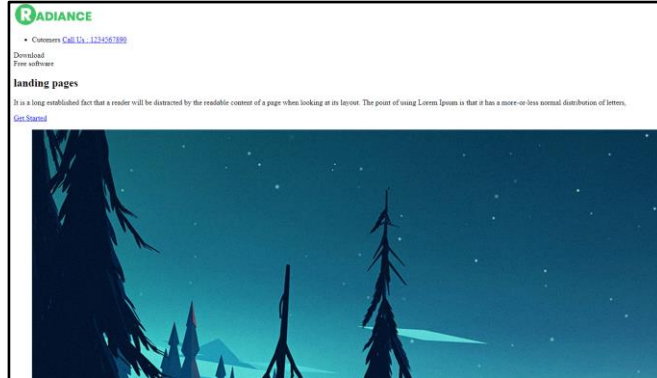 RADIANCE
Cutomers Call Us : 1234567890
Download
Free software
landing pages
It is a long established fact that a reader will be distracted by the readable content of a page when looking at its layout. The point of using Lorem Ipsum is that it has a more-or-less normal distribution of letters,
Get Started